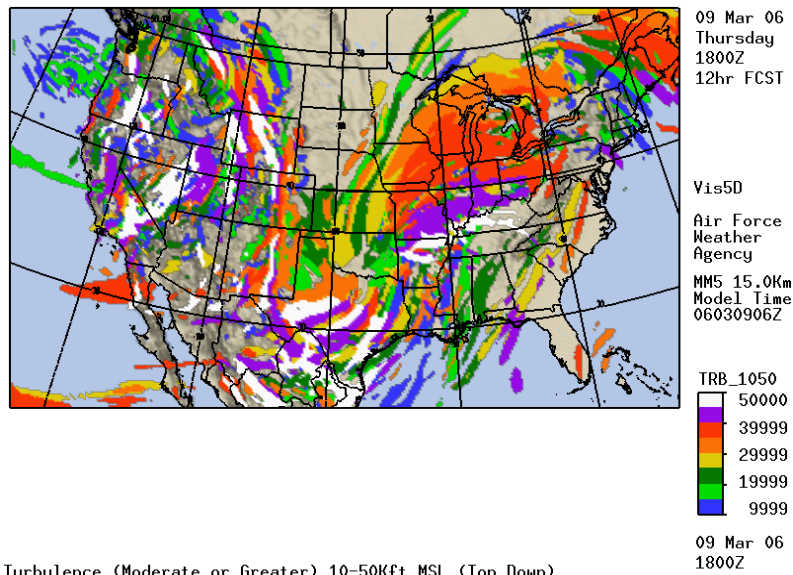 09 Mar 06
Thursday
1800Z
12hr FCST
Vis5D
Air Force
Weather
Agency
MM5 15.0Km
Model Time
06030906Z
TRB_1050
50000
39999
29999
19999
9999
09 Mar 06
1800Z
Turbulence (Moderate or Greater) 10-50Kft MSL (Top Down)